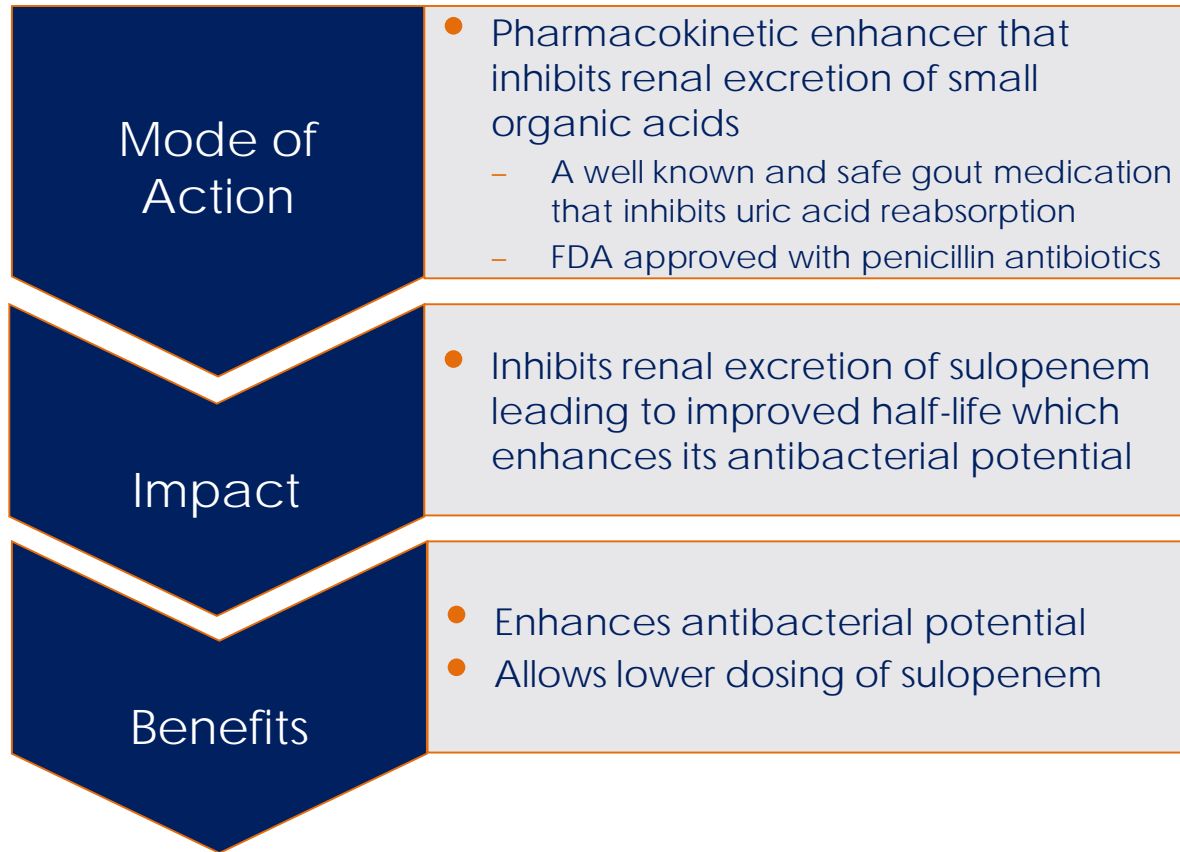 Mode of
Action
• Pharmacokinetic enhancer that
inhibits renal excretion of small
organic acids
– A well known and safe gout medication
that inhibits uric acid reabsorption
– FDA approved with penicillin antibiotics
Impact
• Inhibits renal excretion of sulopenem
leading to improved half-life which
enhances its antibacterial potential
Benefits
• Enhances antibacterial potential
• Allows lower dosing of sulopenem